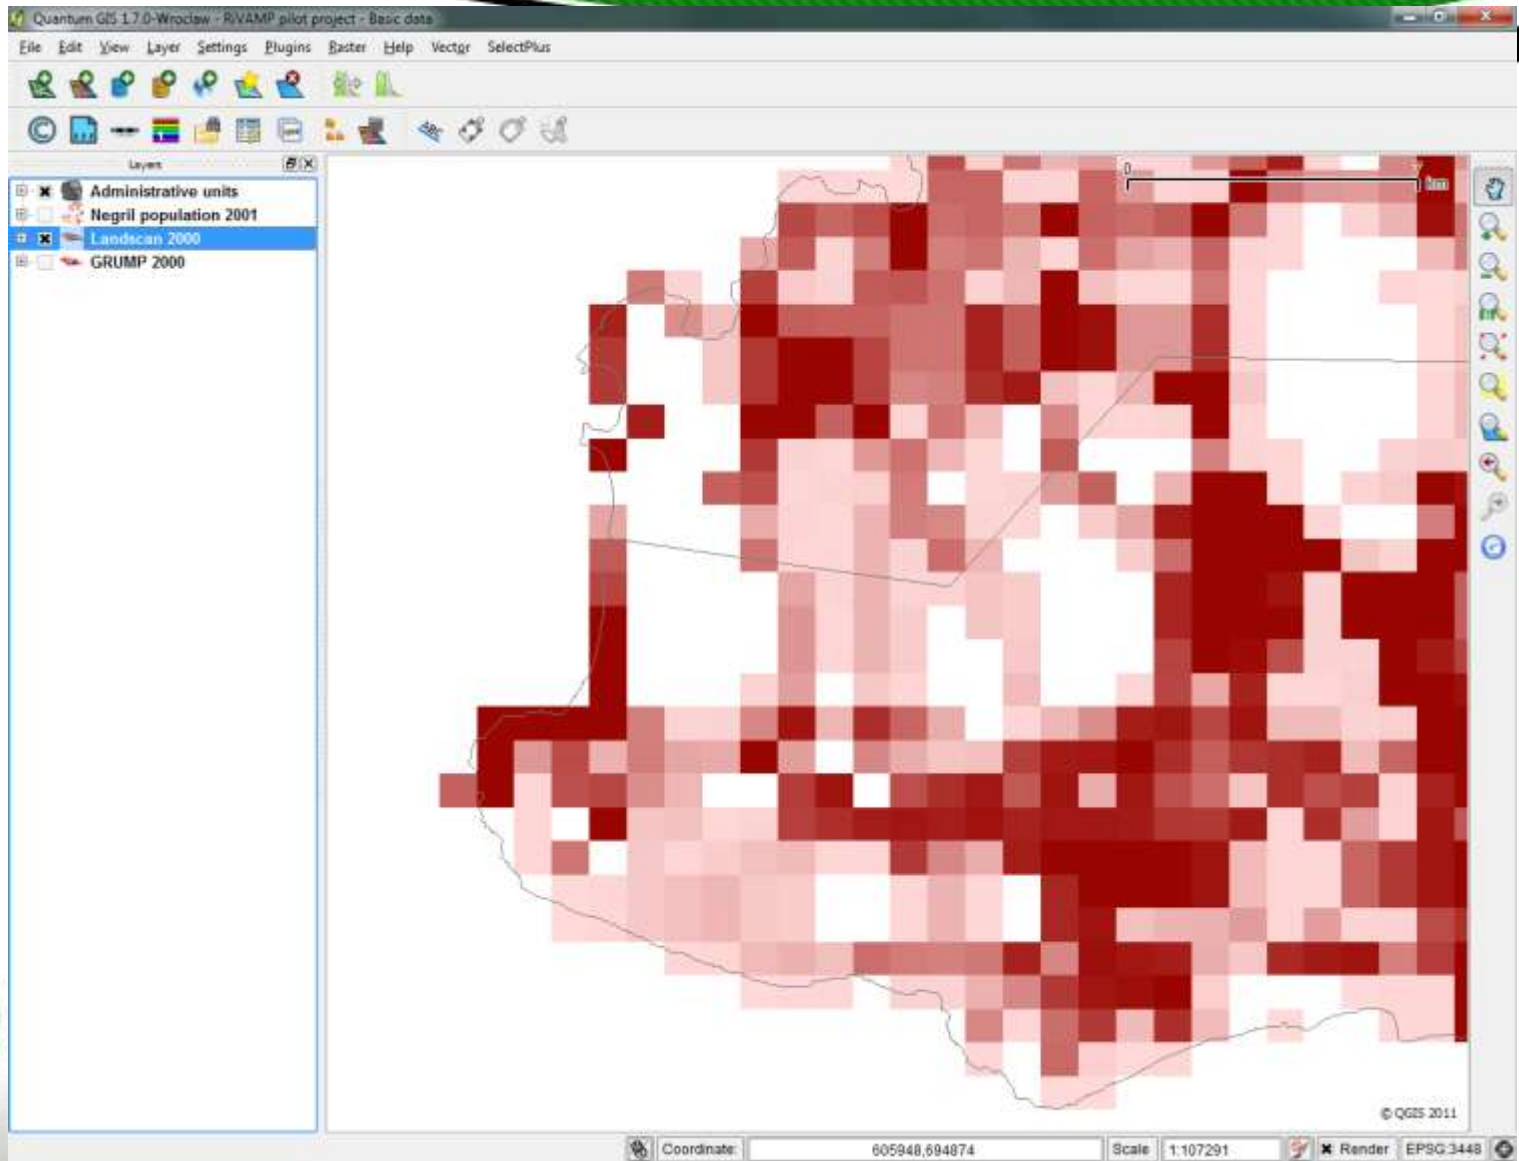 Quantum GIS 1.7.0-Wroclaw - RiVAMP pilot project - Basic data
File Edit View Layer Settings Plugins Raster Help Vector SelectPlus
Layers
Administrative units
Negril population 2001
Landscan 2000
GRUMP 2000
0
km
© QGIS 2011
Coordinate: 605948,694874 Scale 1:107291 Render EPSG:3448